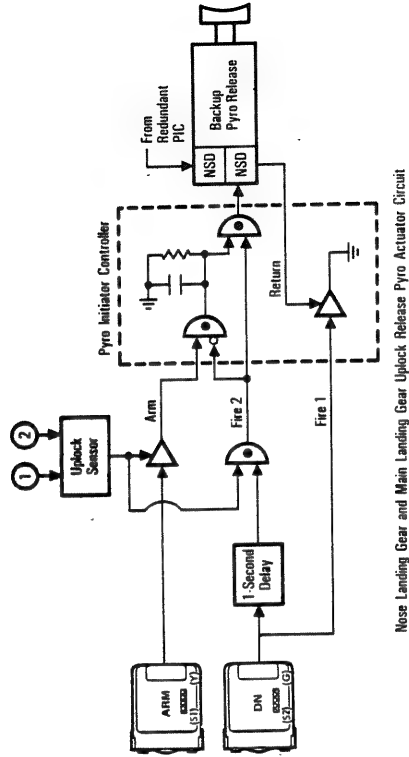 1
2
Uplock
Sensor
ARM
(S1)
(Y)
DN
(S2)
(G)
1-Second
Delay
Arm
Fire 2
Fire 1
Pyro Initiator Controller
Return
From
Redundant
PIC
NSD
NSD
Backup
Pyro Release
Nose Landing Gear and Main Landing Gear Uplock Release Pyro Actuator Circuit